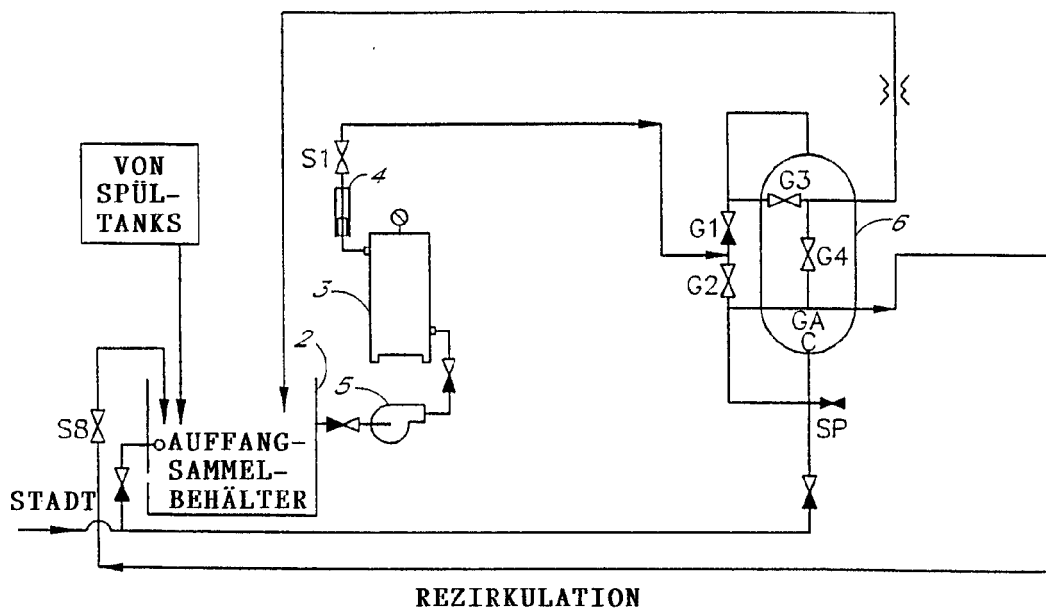 S1
4
VON
SPÜL-
TANKS
G3
G1
6
G4
G2
3
GA
C
2
5
S8
SP
AUFFANG-
SAMMEL-
BEHÄLTER
STADT
REZIRKULATION